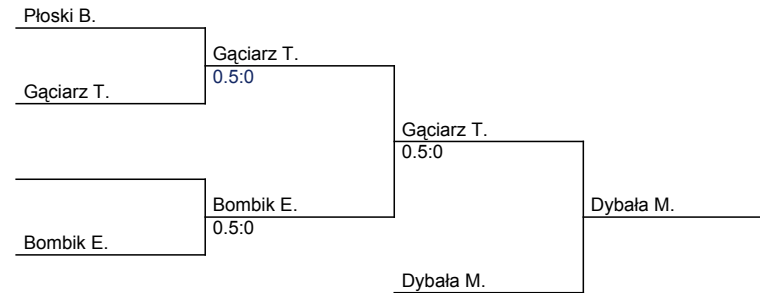 Płoski B.
Gąciarz T.
0.5:0
Gąciarz T.
Gąciarz T.
0.5:0
Bombik E.
0.5:0
Dybała M.
Bombik E.
Dybała M.